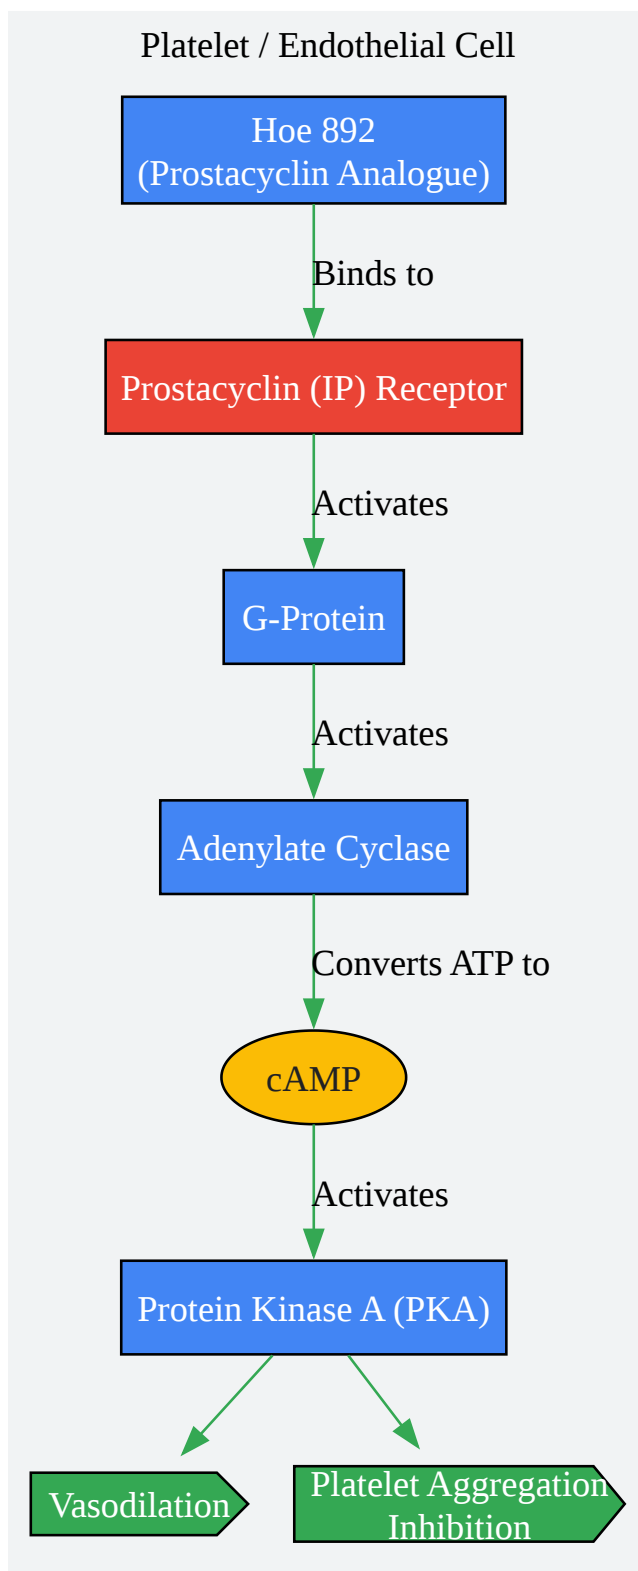 Platelet / Endothelial Cell
Hoe 892
(Prostacyclin Analogue)
Binds to
Prostacyclin (IP) Receptor
Activates
G-Protein
Activates
Adenylate Cyclase
Converts ATP to
cAMP
Activates
Protein Kinase A (PKA)
Vasodilation
Platelet Aggregation
Inhibition